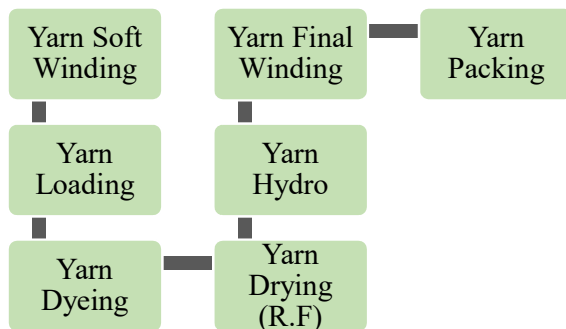 Yarn Soft
Winding
Yarn
Loading
Yarn
Dyeing
Yarn
Drying
(R.F)
Yarn
Hydro
Yarn Final
Winding
Yarn
Packing